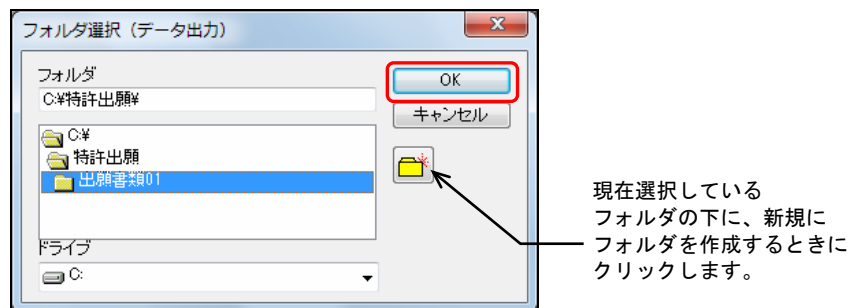 フォルダ選択（データ出力）
フォルダ
C:¥特許出願¥
OK
キャンセル
C:¥
特許出願
出願書類01
ドライブ
C:
現在選択している
フォルダの下に、新規に
フォルダを作成するときに
クリックします。